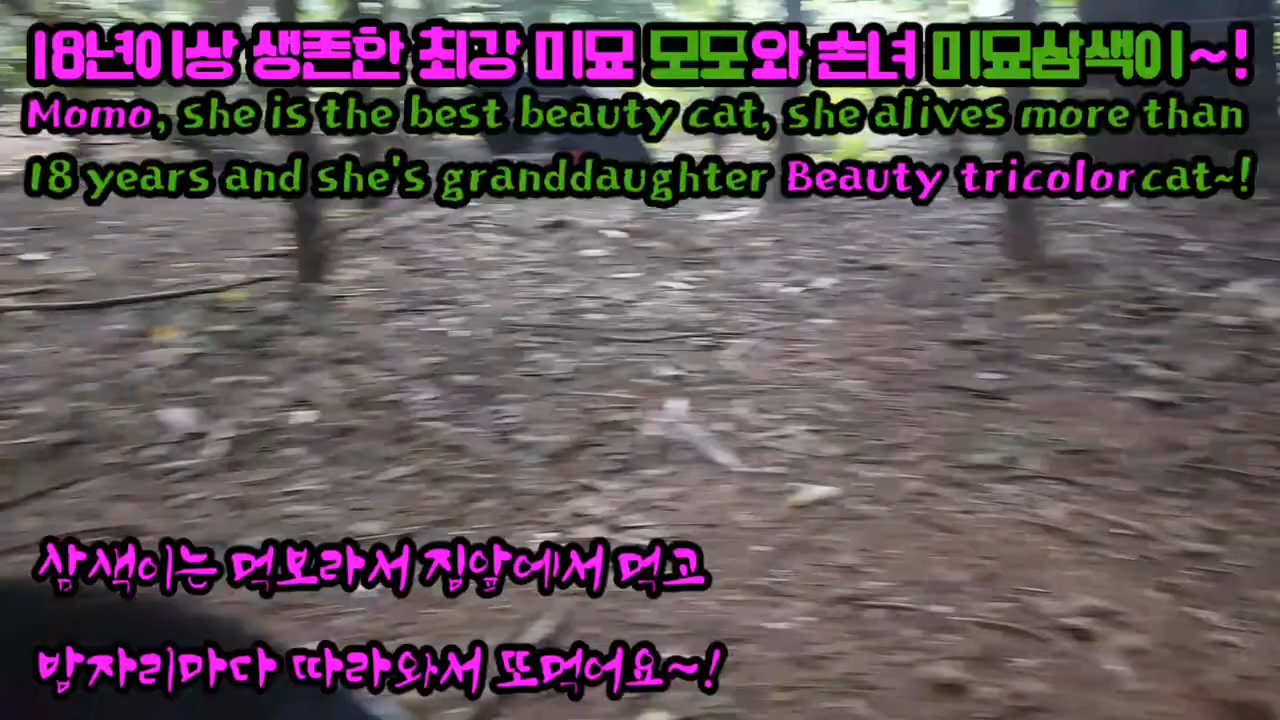 18년이상 생존한 최강 미묘 모모와 손녀 미묘삼색이~!
Momo, she is the best beauty cat, she alives more than
18 years and she's granddaughter Beauty tricolorcat~!
삼색이는 먹보라서 집앞에서 먹고
밥자리마다 따라와서 또먹어요~!